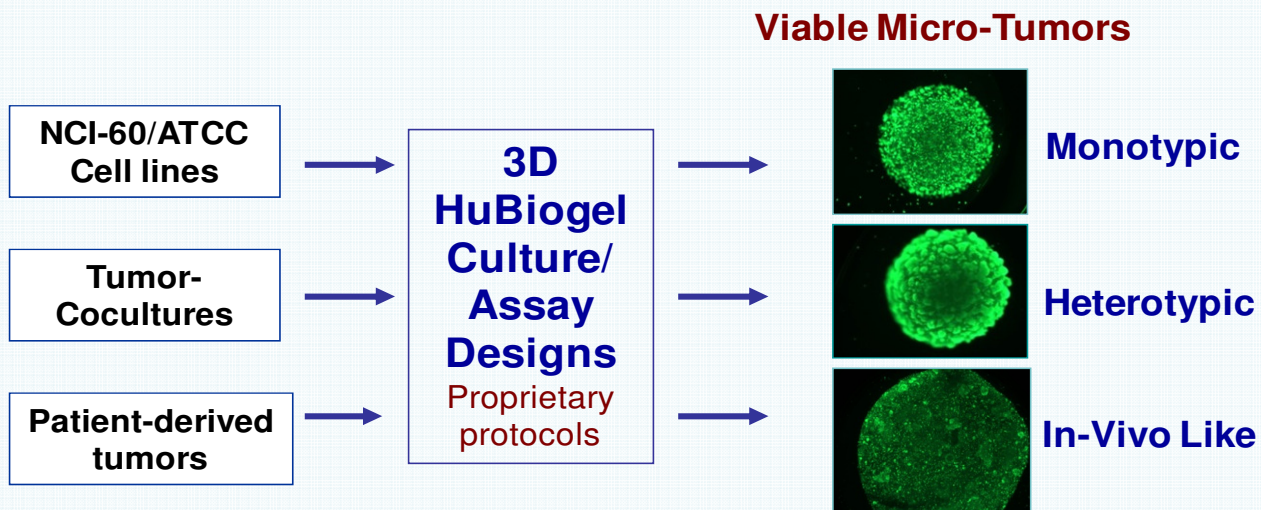 Viable Micro-Tumors
NCI-60/ATCC
Cell lines
Tumor-
Cocultures
Patient-derived
tumors
3D
HuBiogel
Culture/
Assay
Designs
Proprietary
protocols
Monotypic
Heterotypic
In-Vivo Like